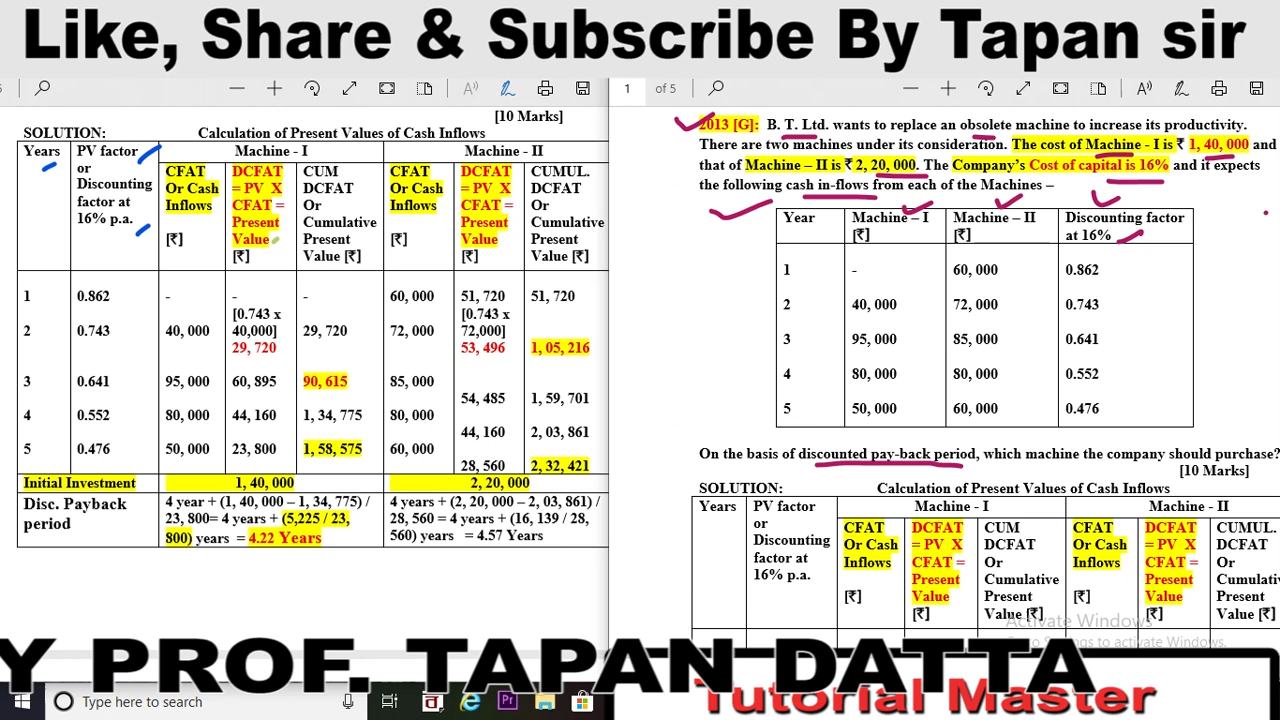 Like, Share & Subscribe By Tapan sir
1 of 5
[10 Marks]
SOLUTION: Calculation of Present Values of Cash Inflows
Years PV factor Machine - I Machine - II
or
Discounting
factor at
16% p.a.
CFAT DCFAT CUM CFAT DCFAT CUMUL.
Or Cash = PV X DCFAT Or Cash = PV X DCFAT
Inflows CFAT = Or Inflows CFAT = Or
Present Cumulative Present Cumulative
[₹] Value Present [₹] Value Present
[₹] Value [₹] [₹] Value [₹]
1 0.862 - - - 60, 000 51, 720 51, 720
[0.743 x [0.743 x
2 0.743 40, 000 40,000] 29, 720 72, 000 72,000]
29, 720 53, 496 1, 05, 216
3 0.641 95, 000 60, 895 90, 615 85, 000
54, 485 1, 59, 701
4 0.552 80, 000 44, 160 1, 34, 775 80, 000
44, 160 2, 03, 861
5 0.476 50, 000 23, 800 1, 58, 575 60, 000
28, 560 2, 32, 421
Initial Investment 1, 40, 000 2, 20, 000
Disc. Payback 4 year + (1, 40, 000 – 1, 34, 775) / 4 years + (2, 20, 000 – 2, 03, 861) /
period 23, 800= 4 years + (5,225 / 23, 28, 560 = 4 years + (16, 139 / 28,
800) years = 4.22 Years 560) years = 4.57 Years
2013 [G]: B. T. Ltd. wants to replace an obsolete machine to increase its productivity.
There are two machines under its consideration. The cost of Machine - I is ₹ 1, 40, 000 and
that of Machine – II is ₹ 2, 20, 000. The Company's Cost of capital is 16% and it expects
the following cash in-flows from each of the Machines –
Year Machine – I Machine – II Discounting factor
[₹] [₹] at 16%
1 - 60, 000 0.862
2 40, 000 72, 000 0.743
3 95, 000 85, 000 0.641
4 80, 000 80, 000 0.552
5 50, 000 60, 000 0.476
On the basis of discounted pay-back period, which machine the company should purchase?
[10 Marks]
SOLUTION: Calculation of Present Values of Cash Inflows
Years PV factor Machine - I Machine - II
or
Discounting
factor at
16% p.a.
CFAT DCFAT CUM CFAT DCFAT CUMUL.
Or Cash = PV X DCFAT Or Cash = PV X DCFAT
Inflows CFAT = Or Inflows CFAT = Or
Present Cumulative Present
[₹] Value Present [₹] Value Present
[₹] Value [₹] [₹] Value [₹]
Activate Windows
Go to Settings to activate Windows.
Y PROF. TAPAN DATTA
Tutorial Master
Type here to search